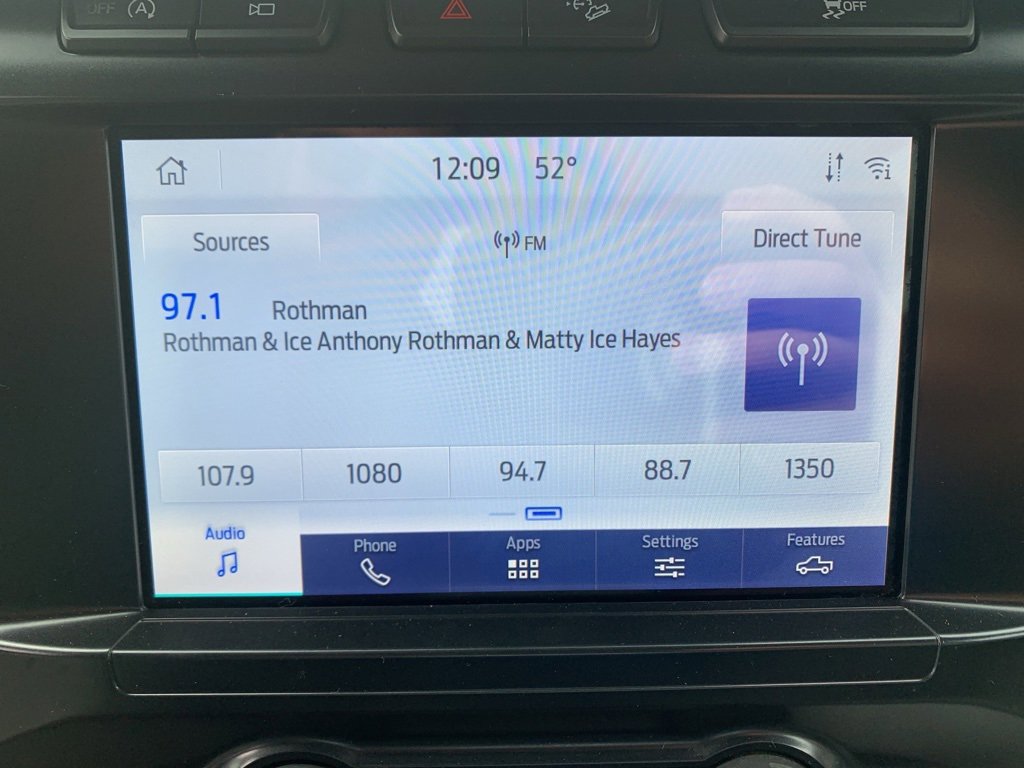 OFF A
OFF
12:09 52°
Sources
FM
Direct Tune
97.1 Rothman
Rothman & Ice Anthony Rothman & Matty Ice Hayes
107.9 1080 94.7 88.7 1350
Audio Phone Apps Settings Features